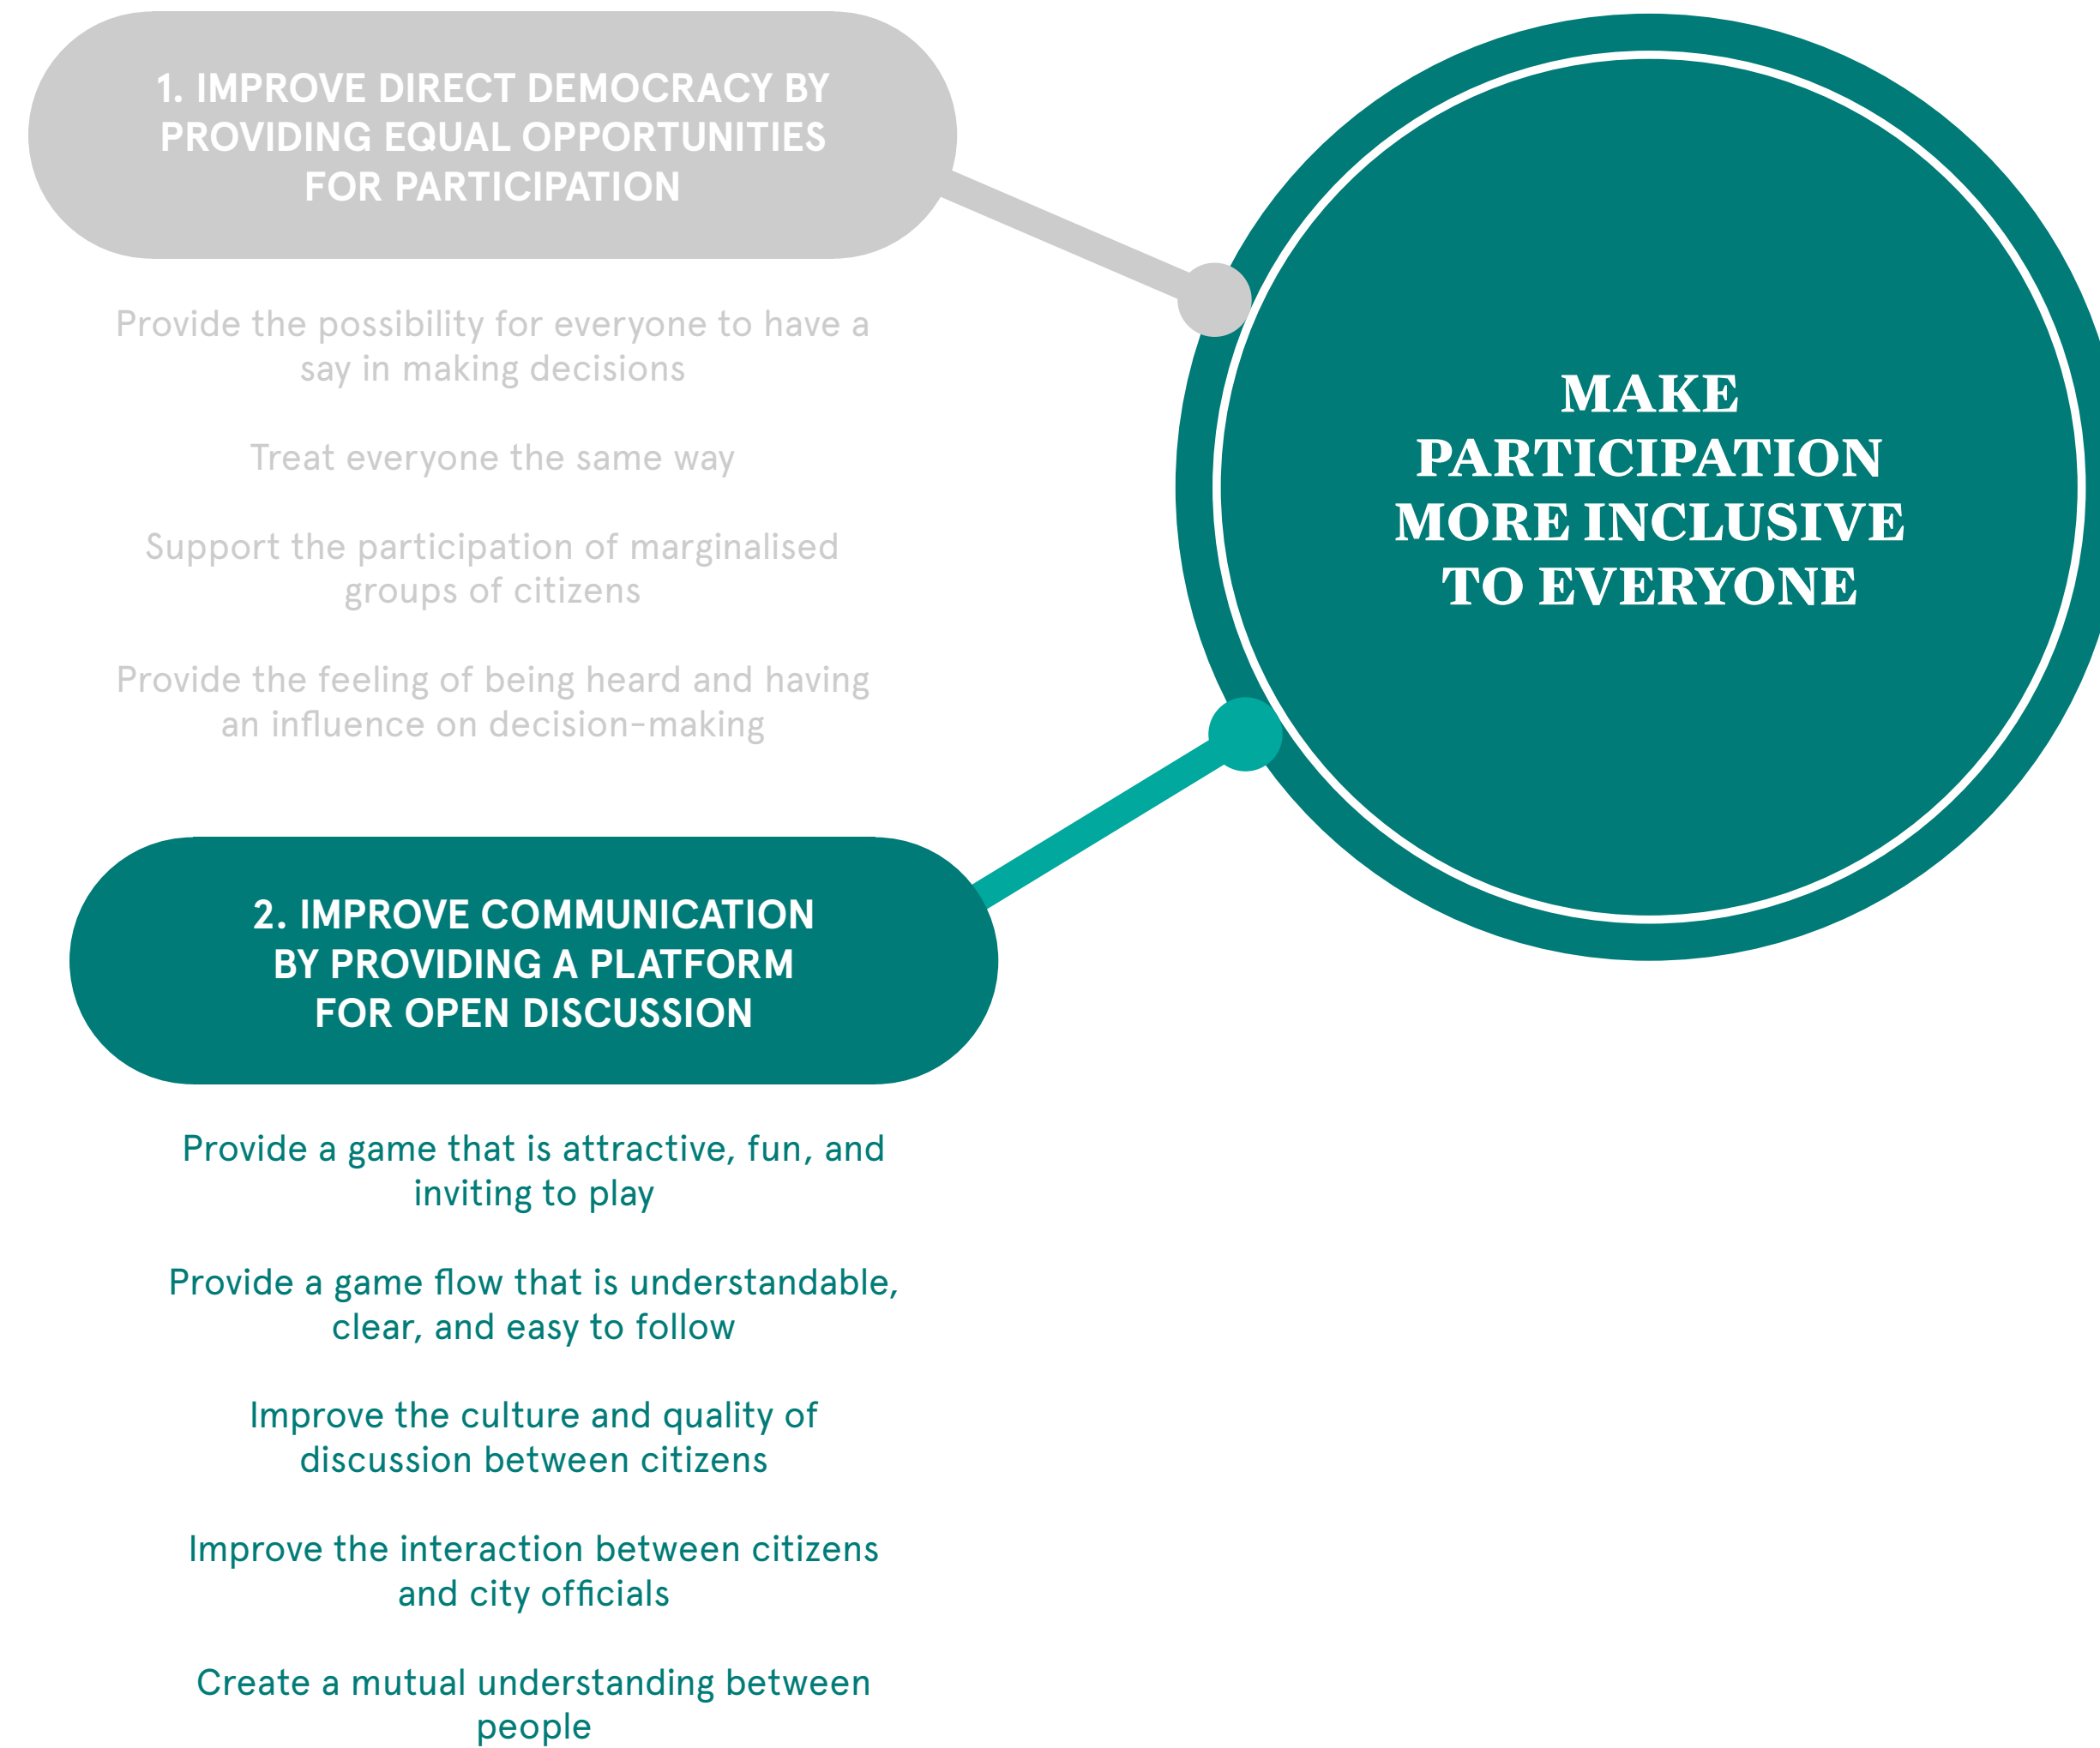 1. IMPROVE DIRECT DEMOCRACY BY
PROVIDING EQUAL OPPORTUNITIES
FOR PARTICIPATION
Provide the possibility for everyone to have a
say in making decisions
Treat everyone the same way
Support the participation of marginalised
groups of citizens
Provide the feeling of being heard and having
an influence on decision-making
MAKE
PARTICIPATION
MORE INCLUSIVE
TO EVERYONE
2. IMPROVE COMMUNICATION
BY PROVIDING A PLATFORM
FOR OPEN DISCUSSION
Provide a game that is attractive, fun, and
inviting to play
Provide a game flow that is understandable,
clear, and easy to follow
Improve the culture and quality of
discussion between citizens
Improve the interaction between citizens
and city officials
Create a mutual understanding between
people